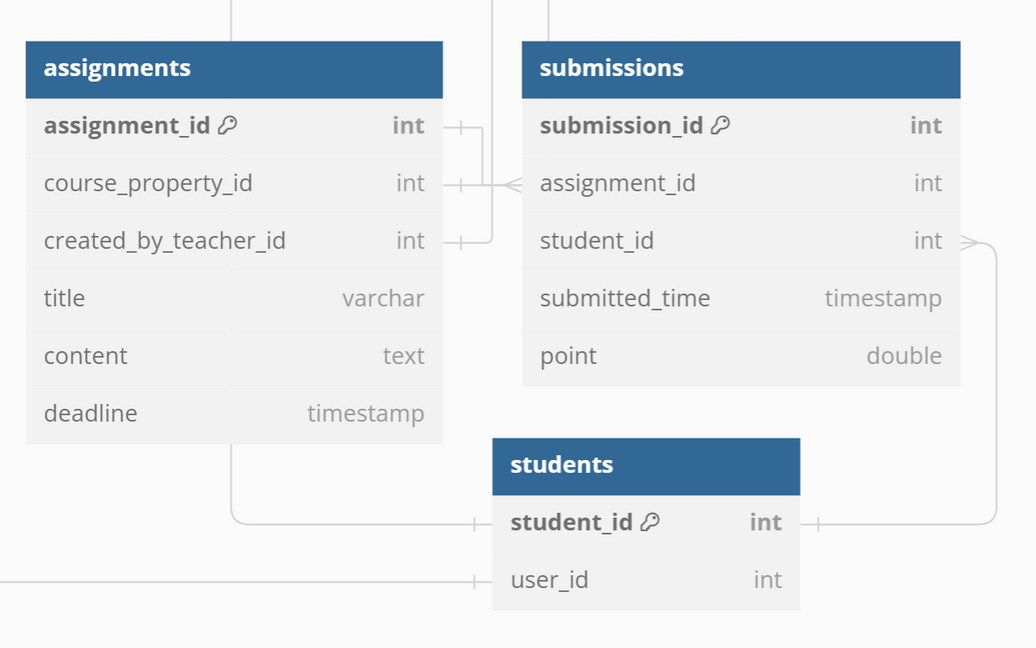 assignments
assignment_id int
course_property_id int
created_by_teacher_id int
title varchar
content text
deadline timestamp
submissions
submission_id int
assignment_id int
student_id int
submitted_time timestamp
point double
students
student_id int
user_id int